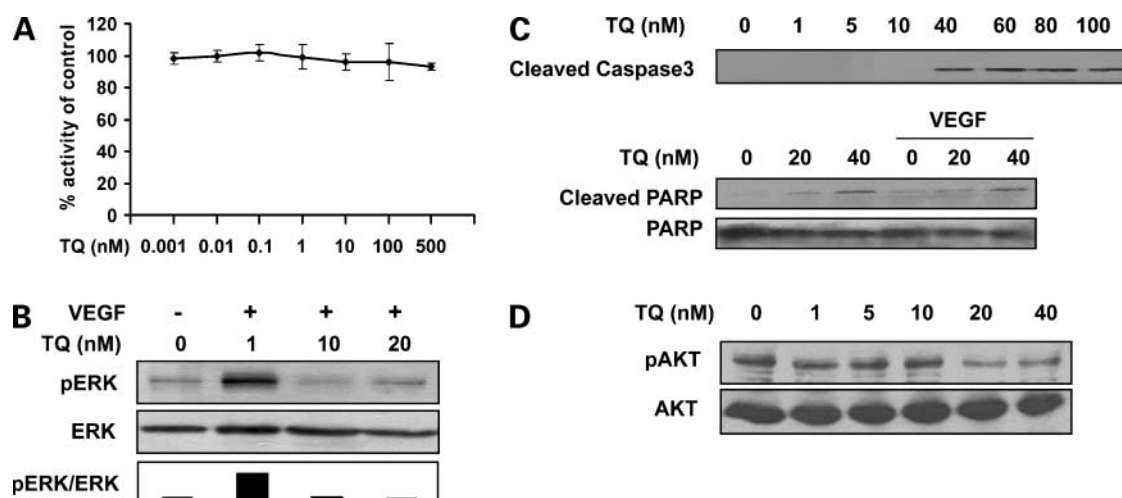 A
% activity of control
120
100
80
60
40
20
0
TQ (nM) 0.001 0.01 0.1 1 10 100 500
B
VEGF - + + +
TQ (nM) 0 1 10 20
pERK
ERK
pERK/ERK
C
TQ (nM) 0 1 5 10 40 60 80 100
Cleaved Caspase3
VEGF
TQ (nM) 0 20 40 0 20 40
Cleaved PARP
PARP
D
TQ (nM) 0 1 5 10 20 40
pAKT
AKT